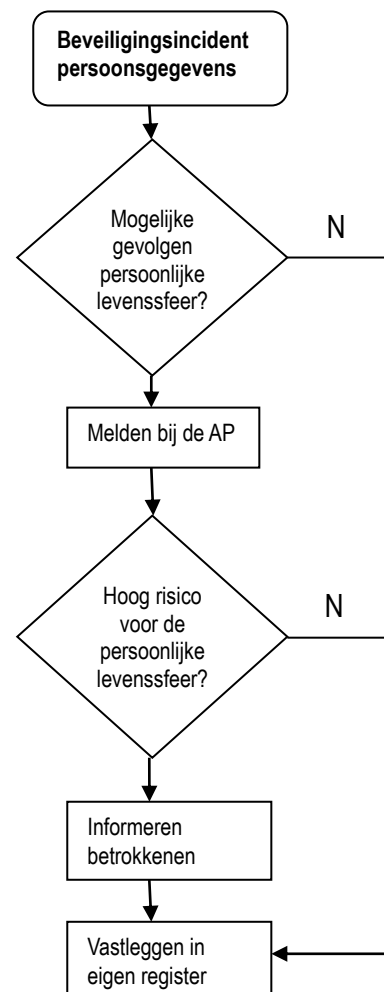 Beveiligingsincident
persoonsgegevens
Mogelijke
gevolgen
persoonlijke
levenssfeer?
N
Melden bij de AP
Hoog risico
voor de
persoonlijke
levenssfeer?
N
Informeren
betrokkenen
Vastleggen in
eigen register